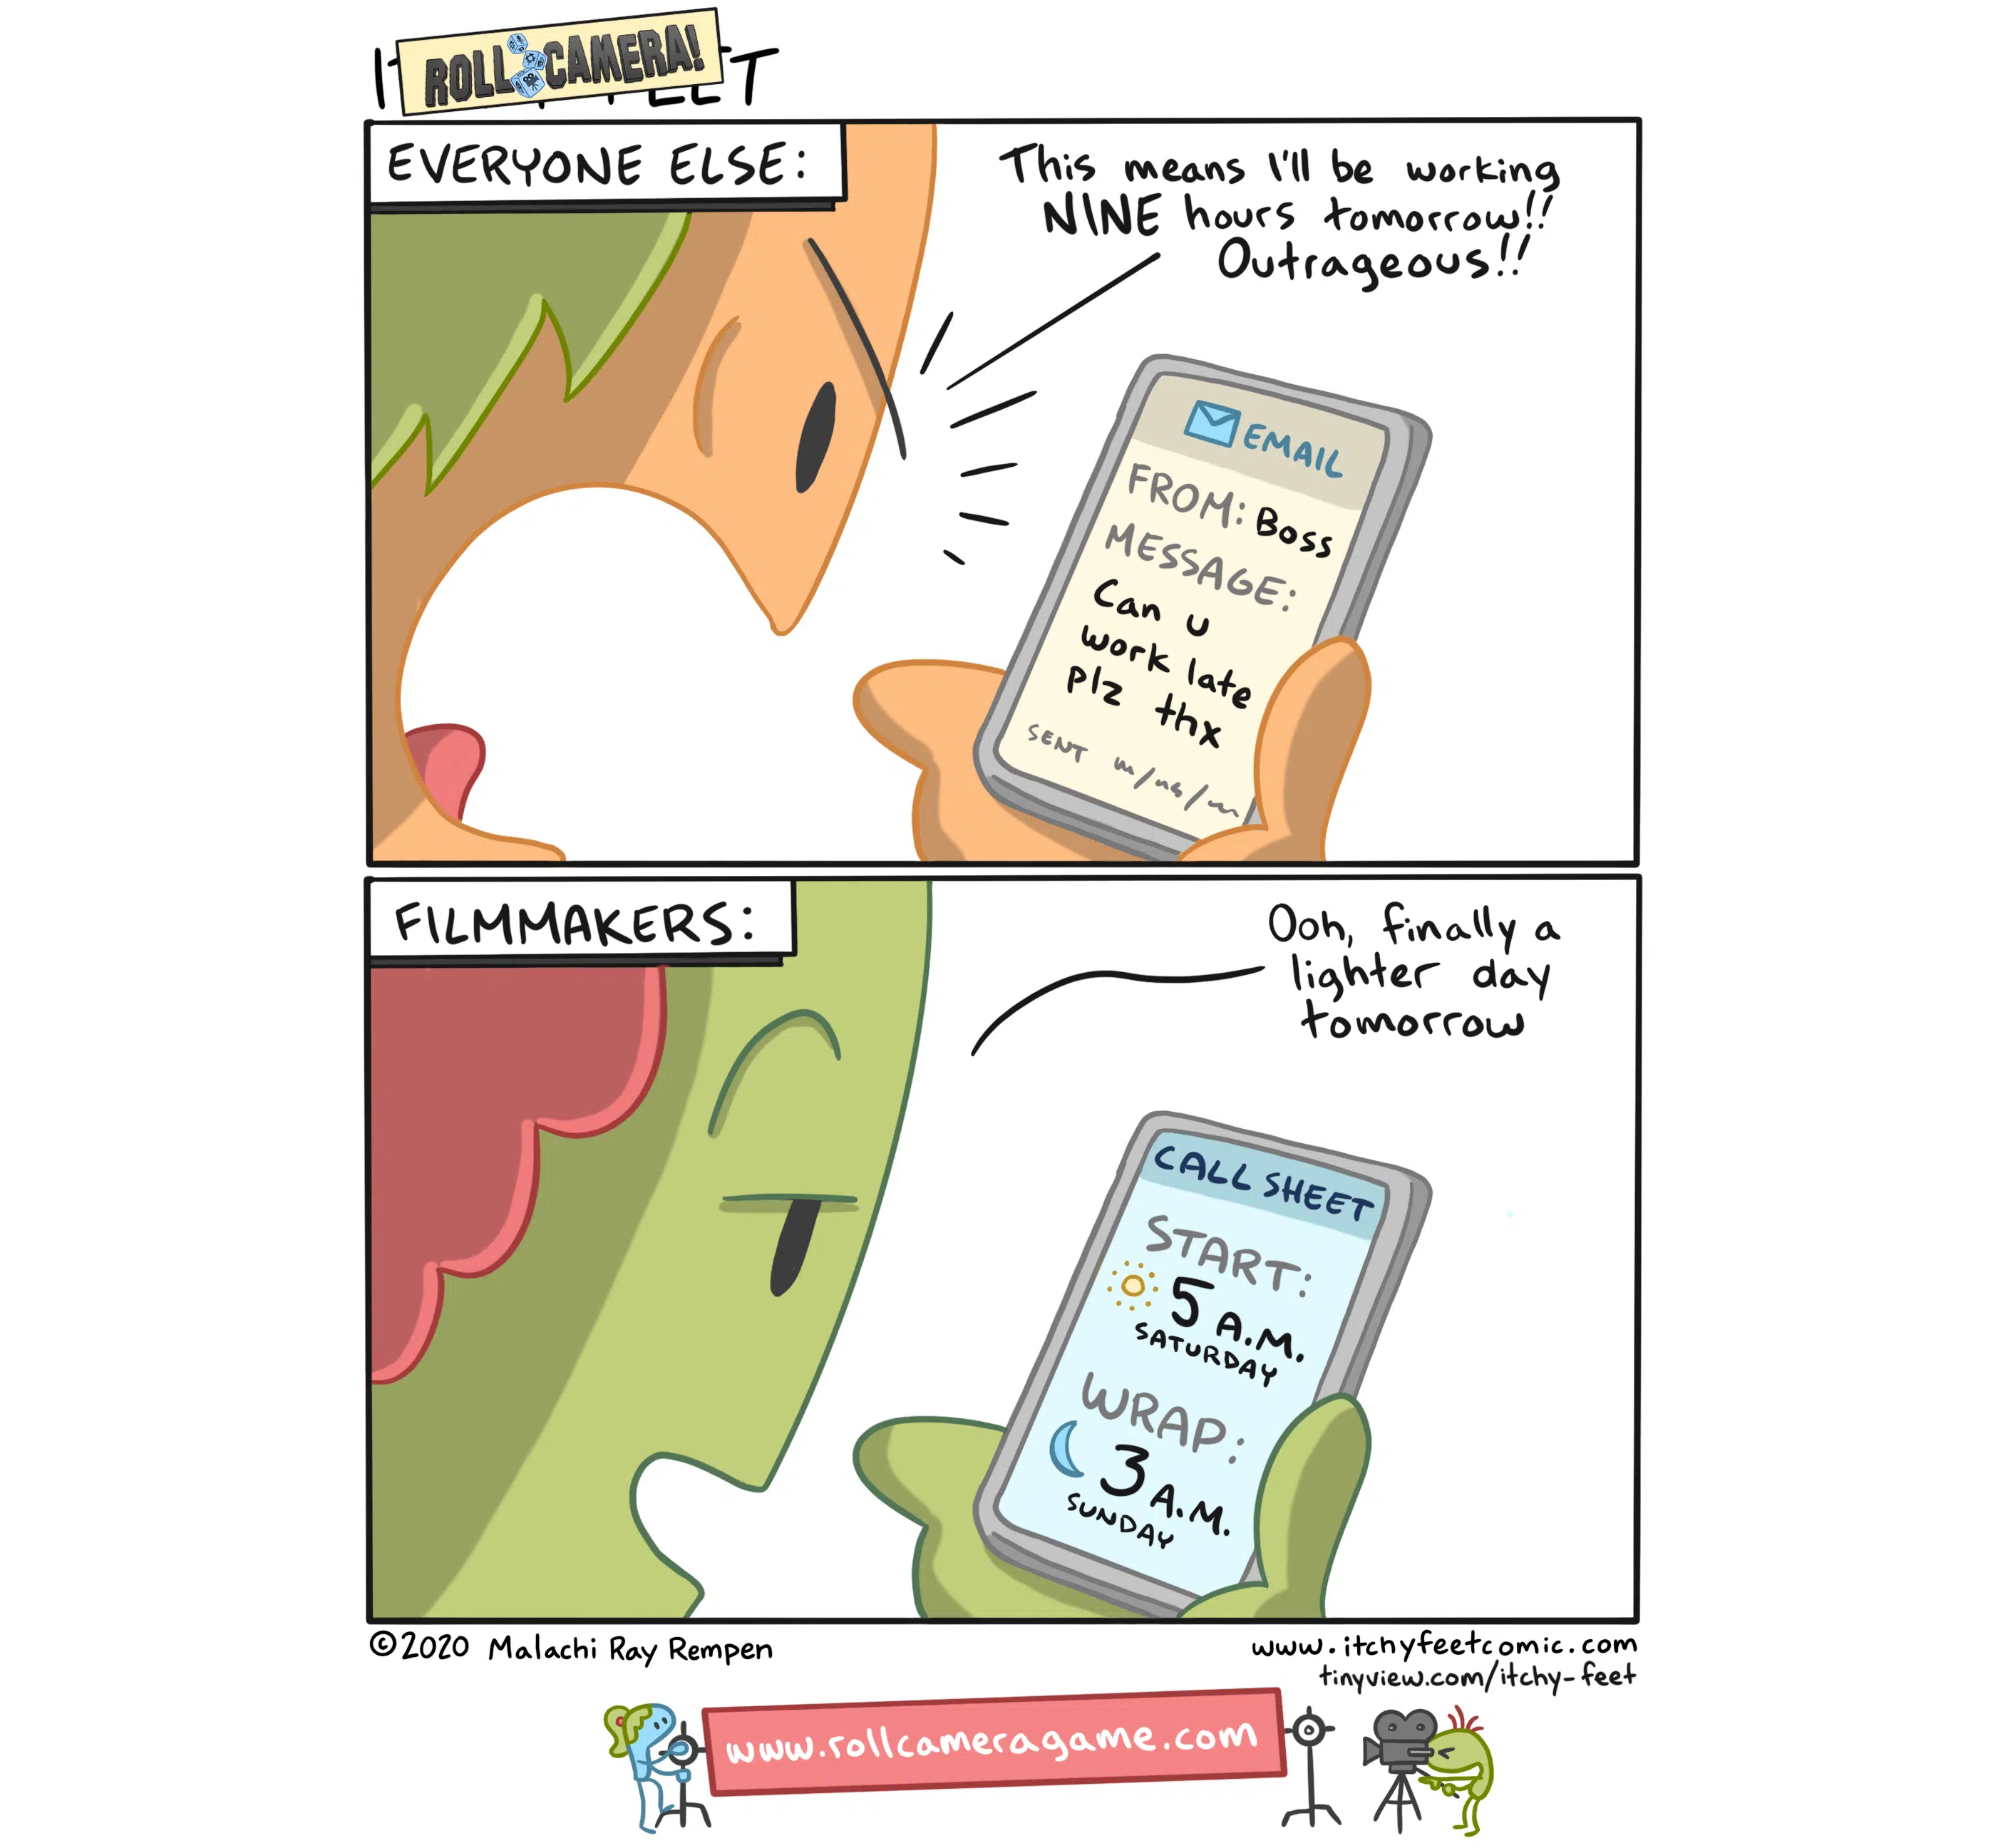 ROLL CAMERA!
EVERYONE ELSE:
This means I'll be working
NINE hours tomorrow!!
Outrageous!!
EMAIL
FROM: Boss
MESSAGE:
Can u
work late
Plz thx
SENT
FILMMAKERS:
Ooh, finally a
lighter day
tomorrow
CALL SHEET
START:
5 A.M.
SATURDAY
WRAP:
3 A.M.
SUNDAY
©2020 Malachi Ray Rempen
www.itchyfeetcomic.com
tinyview.com/itchy-feet
www.rollcameragame.com